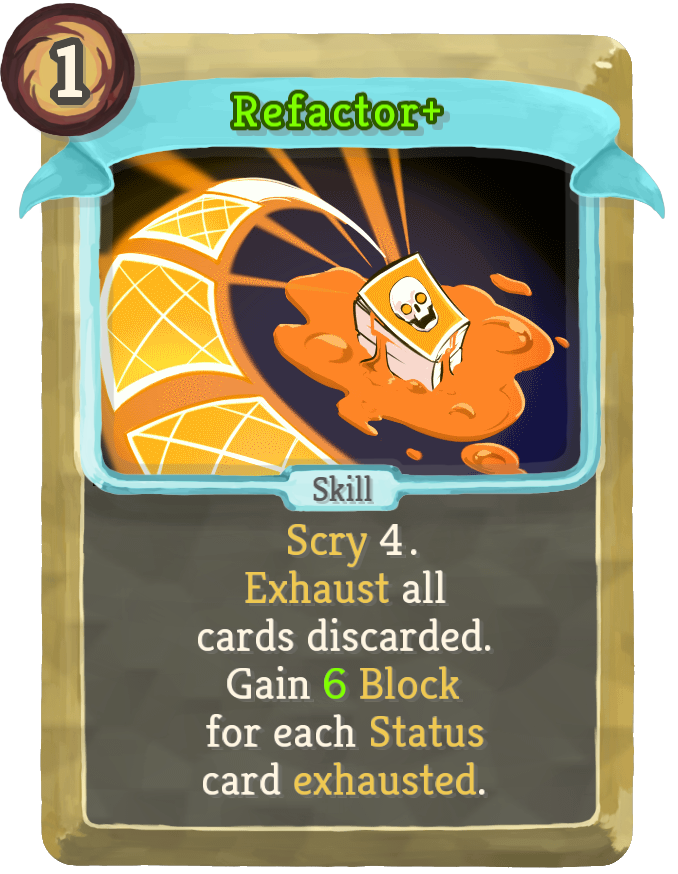 1
Refactor+
Skill
Scry 4.
Exhaust all
cards discarded.
Gain 6 Block
for each Status
card exhausted.